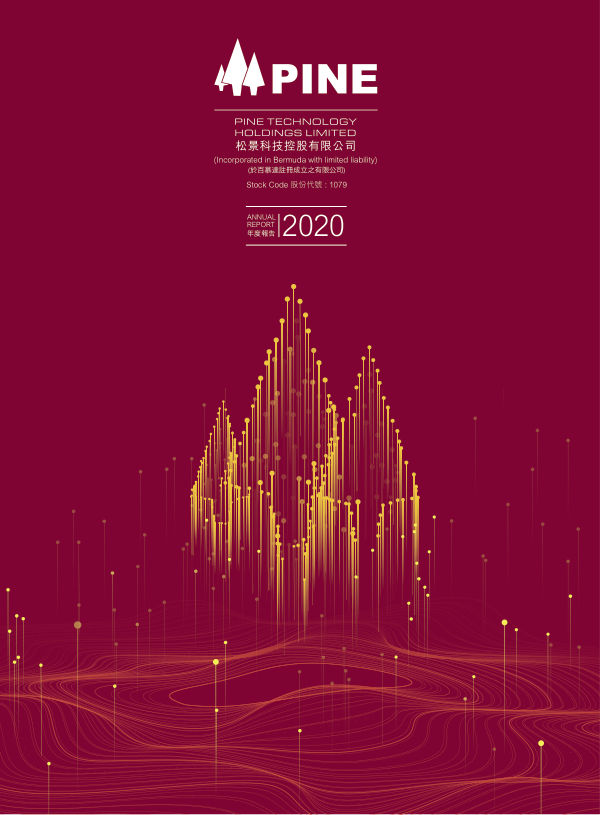 PINE
PINE TECHNOLOGY
HOLDINGS LIMITED
松景科技控股有限公司
(Incorporated in Bermuda with limited liability)
(於百慕達註冊成立之有限公司)
Stock Code 股份代號 : 1079
ANNUAL
REPORT
年度報告
2020